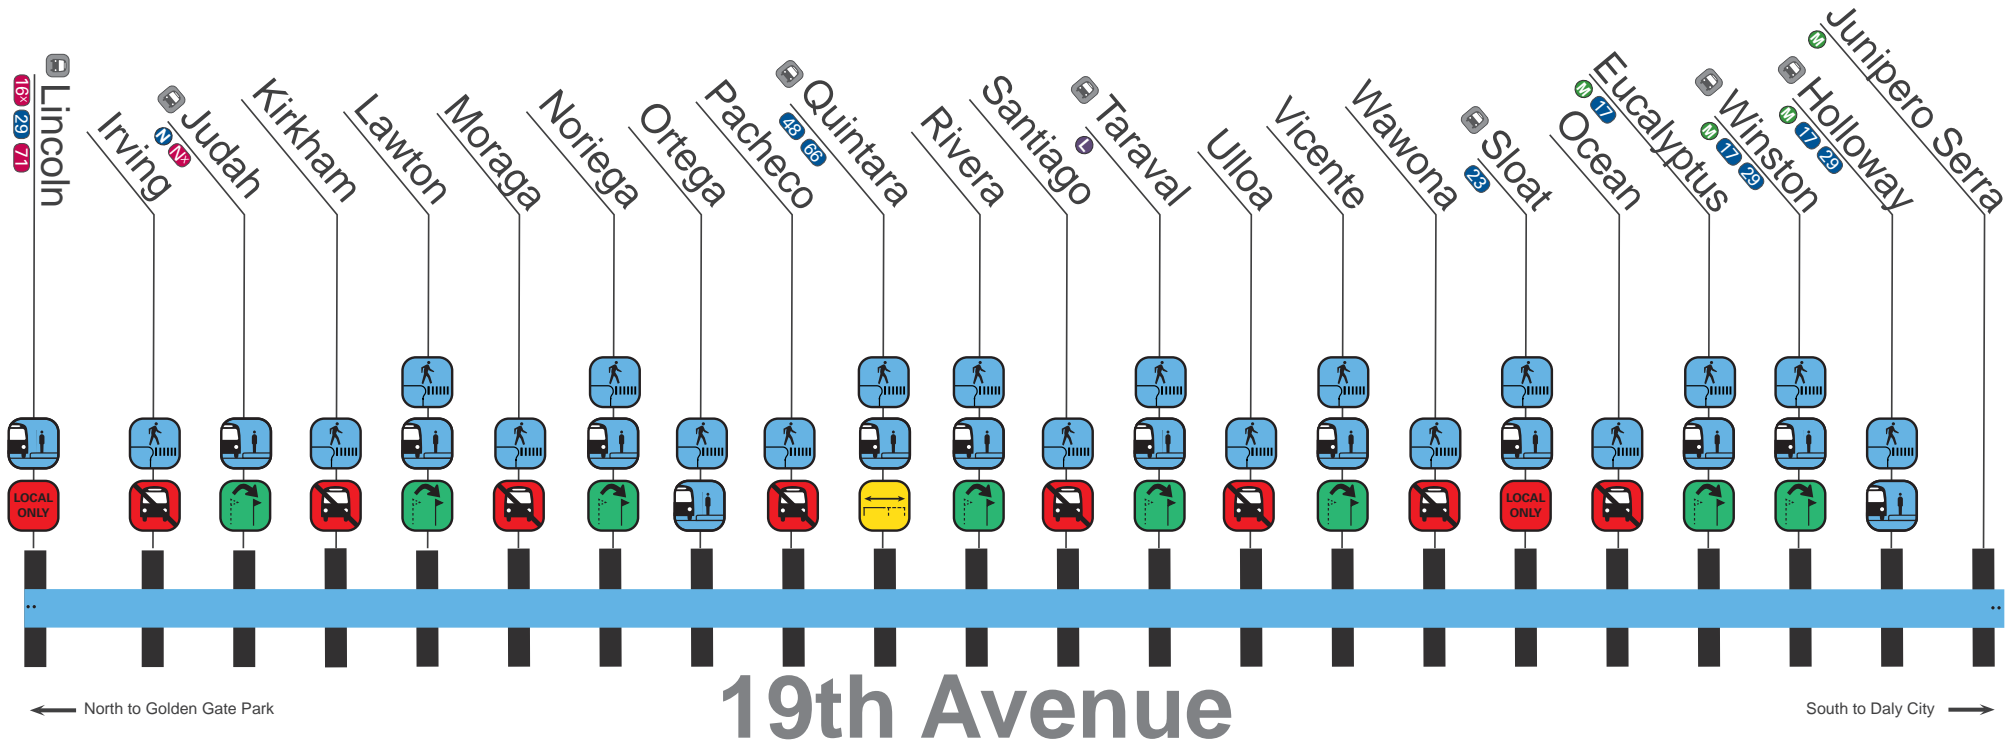 Lincoln
16X 29 71
Irving
Judah
N NX
Kirkham
Lawton
Moraga
Noriega
Ortega
Pacheco
Quintara
48 66
Rivera
Santiago
Taraval
L
Ulloa
Vicente
Wawona
Sloat
23
Ocean
Eucalyptus
M 17
Winston
M 17 29
Holloway
M 17 29
Junipero Serra
M
LOCAL
ONLY
LOCAL
ONLY
North to Golden Gate Park
19th Avenue
South to Daly City